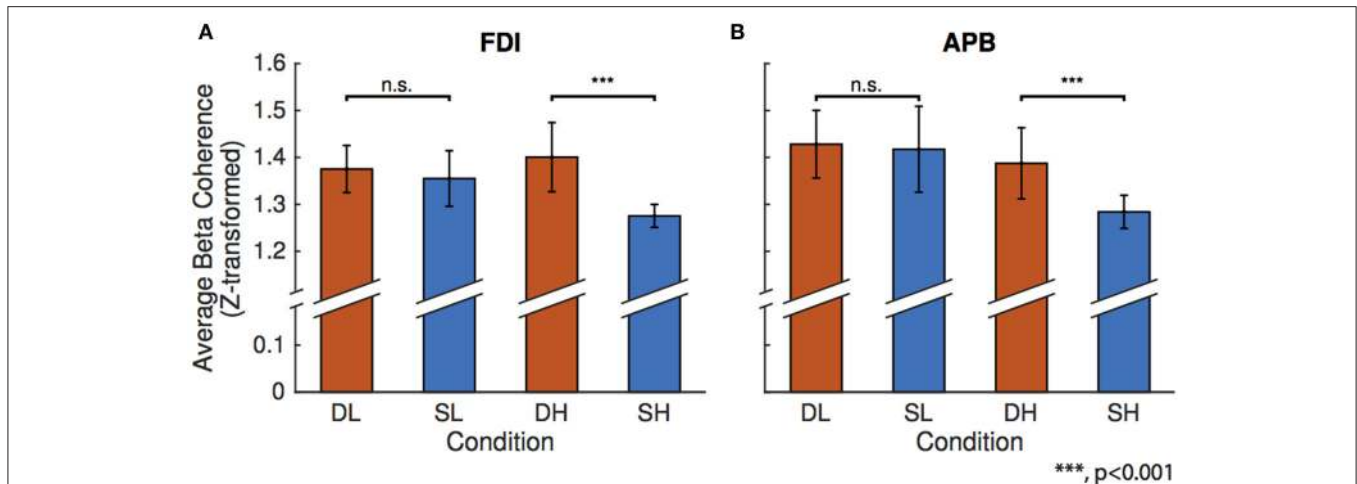 A
FDI
B
APB
Average Beta Coherence
(Z-transformed)
1.6
1.5
1.4
1.3
1.2
0.1
0
n.s.
***
n.s.
***
DL
SL
DH
SH
DL
SL
DH
SH
Condition
Condition
***, p<0.001